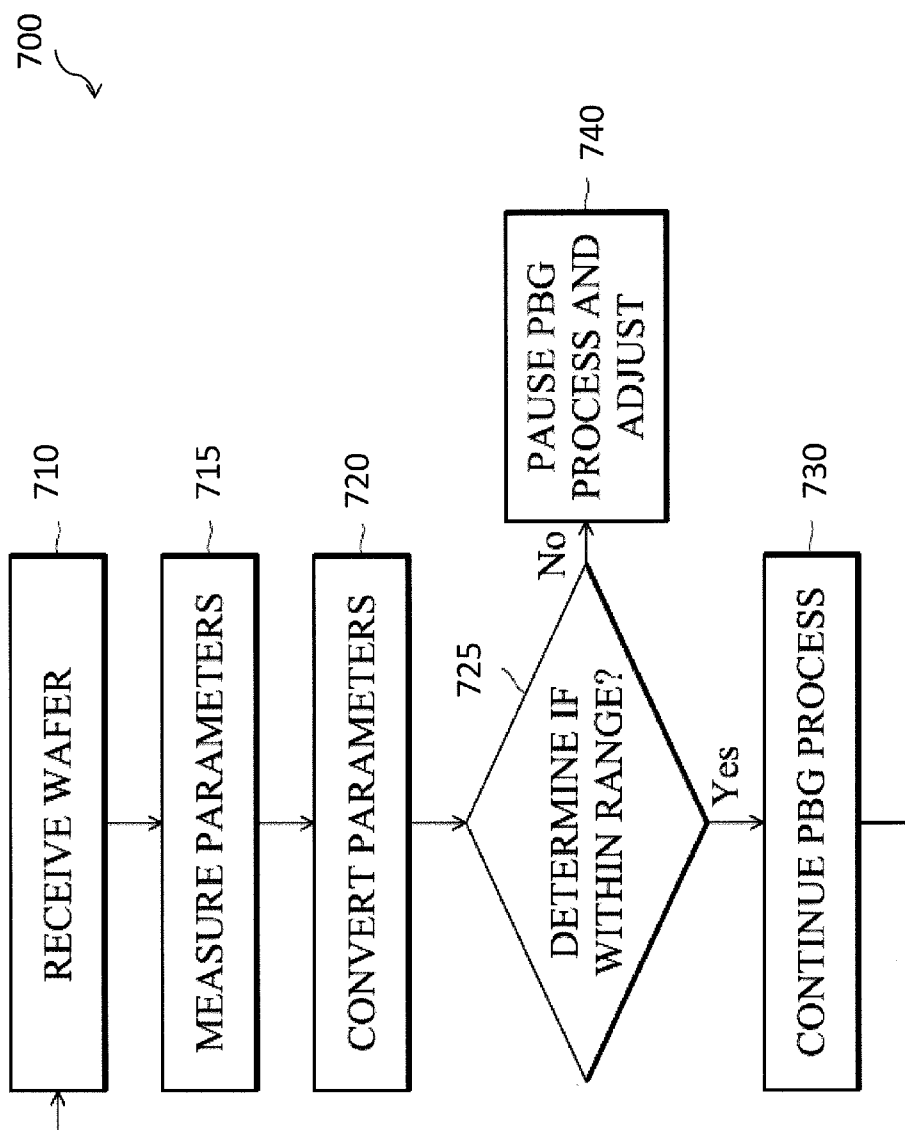 700
RECEIVE WAFER
710
MEASURE PARAMETERS
715
CONVERT PARAMETERS
720
DETERMINE IF
WITHIN RANGE?
725
No
PAUSE PBG
PROCESS AND
ADJUST
740
Yes
CONTINUE PBG PROCESS
730